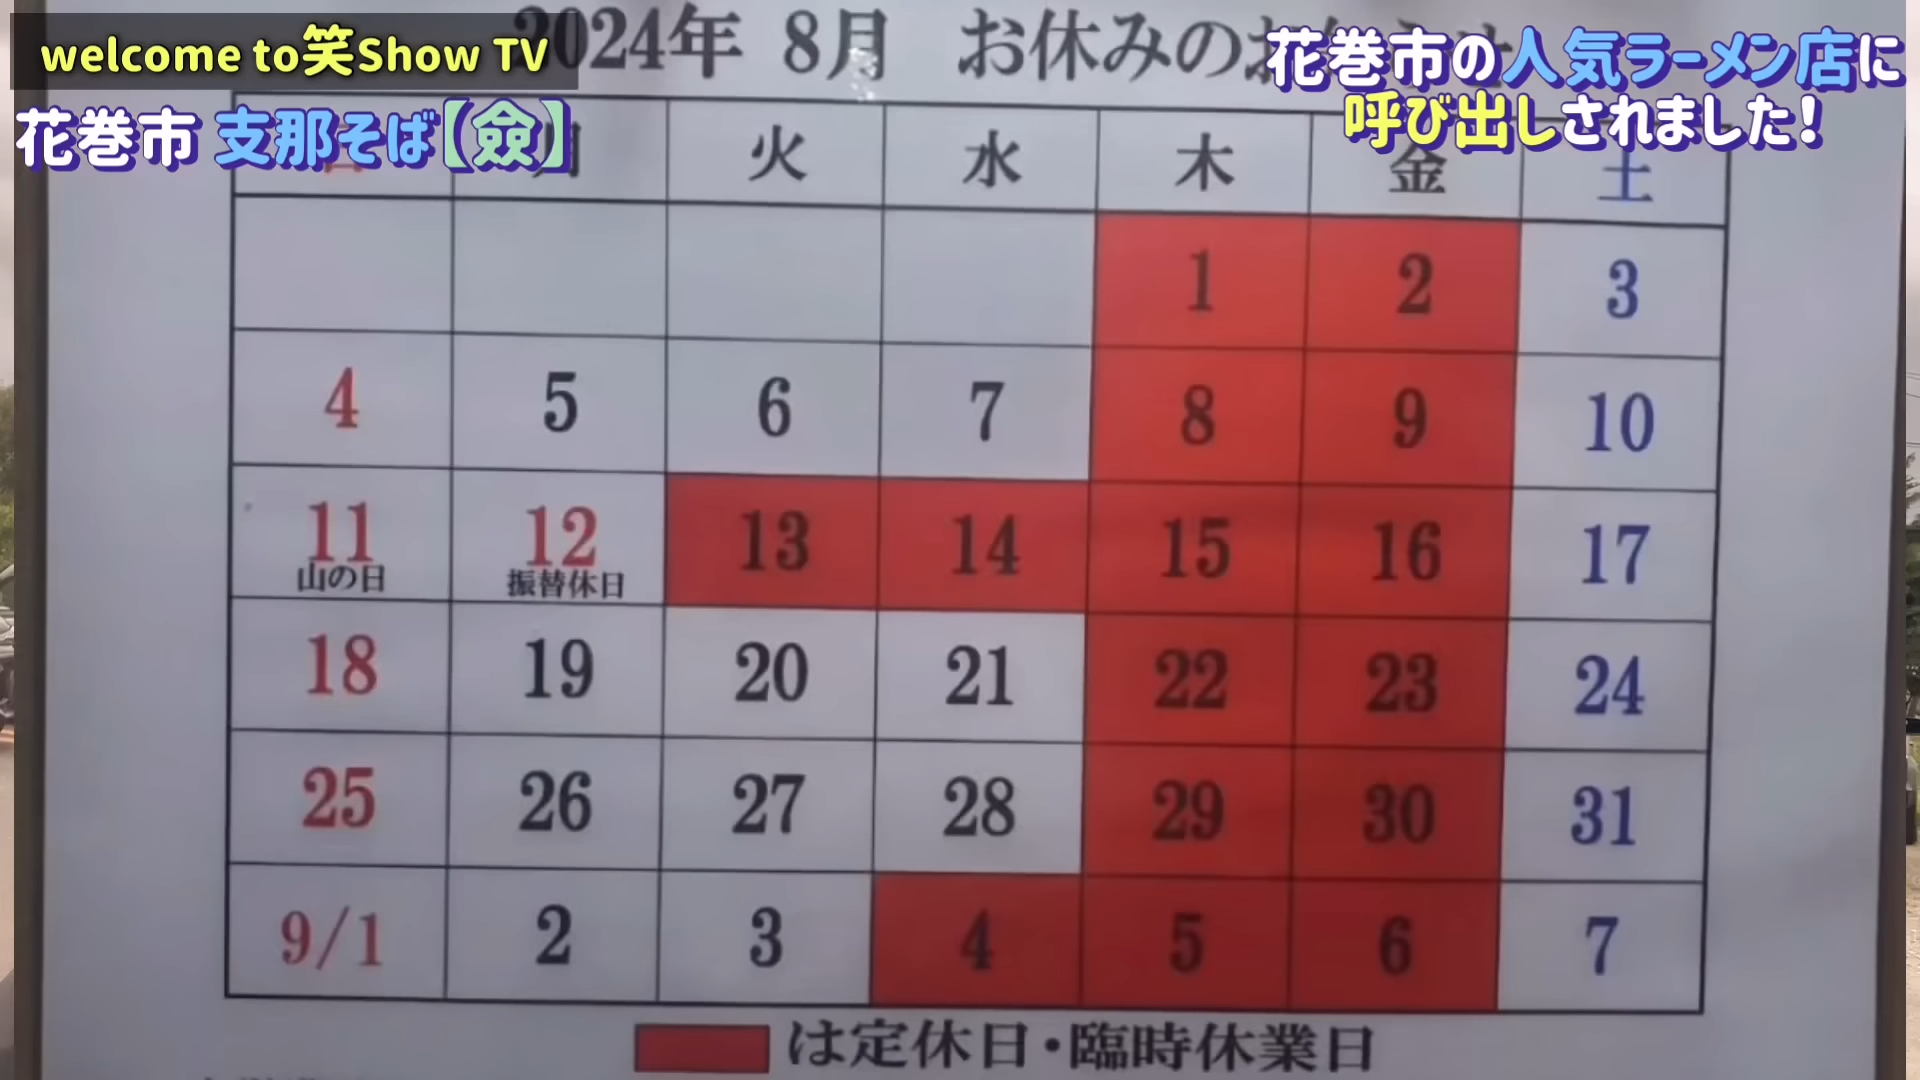 welcome to笑Show TV
花巻市 支那そば【僉】
花巻市の人気ラーメン店に
呼び出しされました!
2024年 8月 お休みのお
日 月 火 水 木 金 土
1 2 3
4 5 6 7 8 9 10
11 12 13 14 15 16 17
山の日 振替休日
18 19 20 21 22 23 24
25 26 27 28 29 30 31
9/1 2 3 4 5 6 7
は定休日・臨時休業日